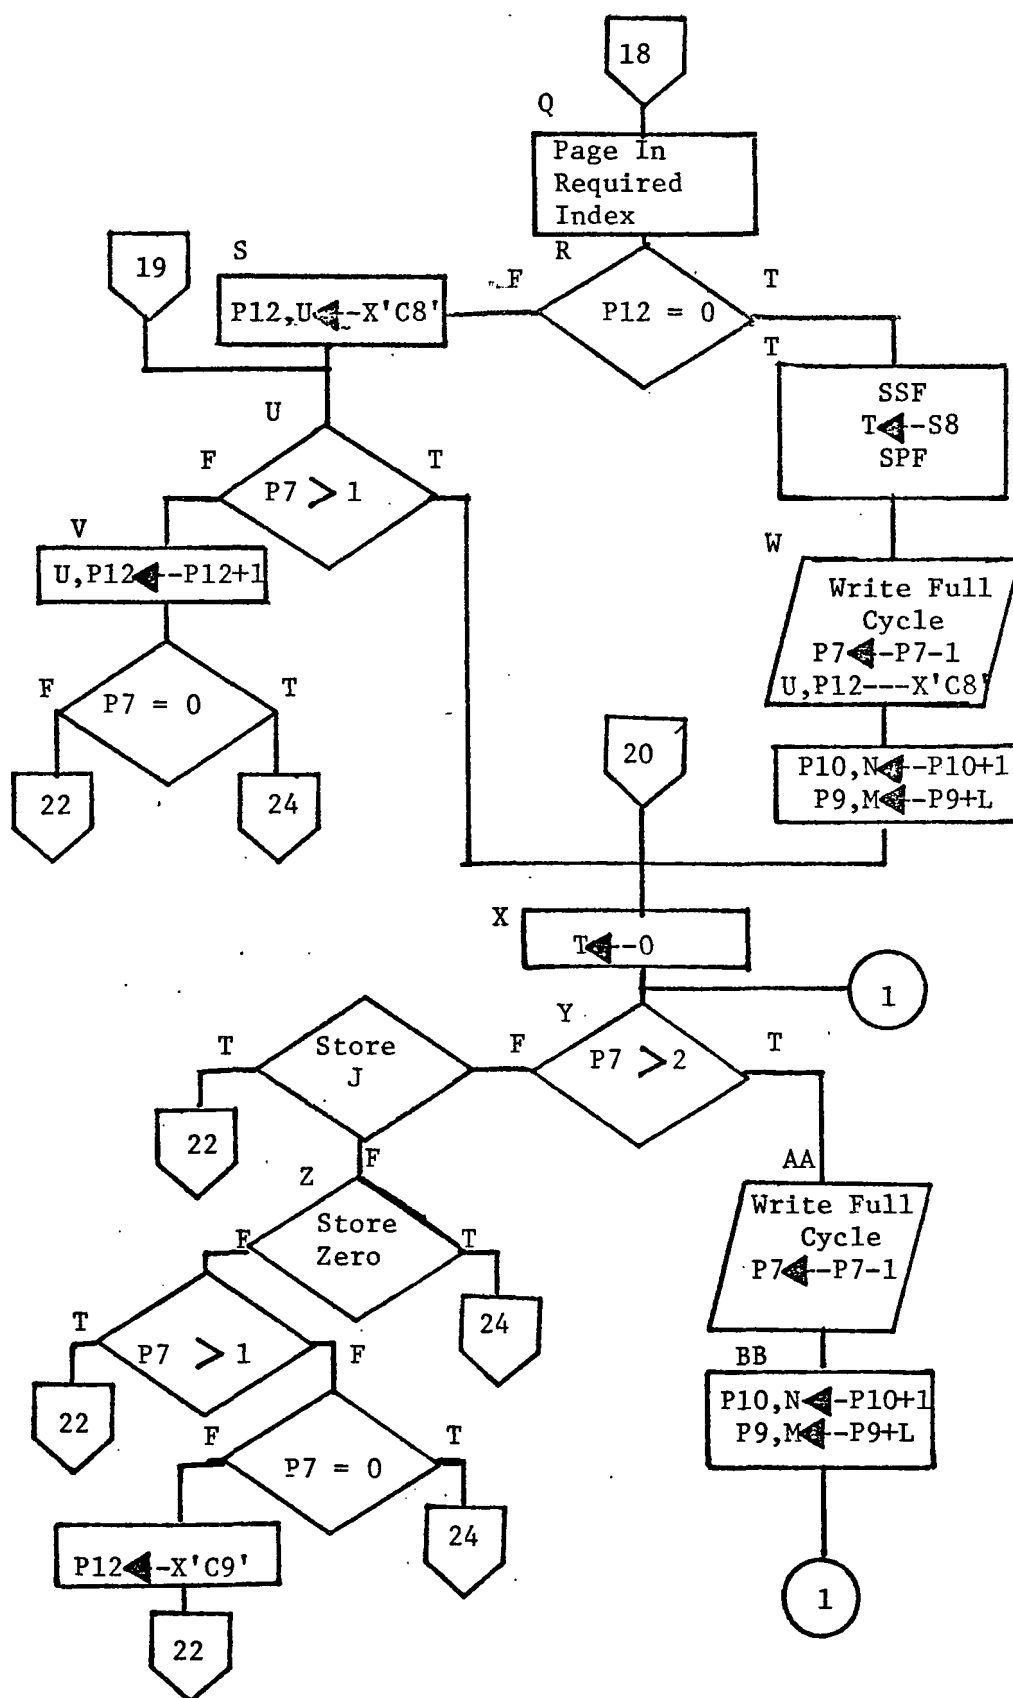 18
Q
Page In
Required
Index
R
S
19
F
T
P12,U◄--X'C8'
P12 = 0
T
SSF
T◄--S8
SPF
U
F
T
P7 > 1
V
U,P12◄--P12+1
W
Write Full
Cycle
P7◄--P7-1
U,P12---X'C8'
F
T
P7 = 0
22
24
20
P10,N◄--P10+1
P9,M◄--P9+L
X
T◄--0
1
Y
T
Store
J
F
P7 > 2
T
22
F
AA
Z
Store
Zero
F
T
Write Full
Cycle
P7◄--P7-1
24
T
P7 > 1
F
BB
22
P10,N◄--P10+1
P9,M◄--P9+L
F
T
P7 = 0
24
P12◄--X'C9'
1
22